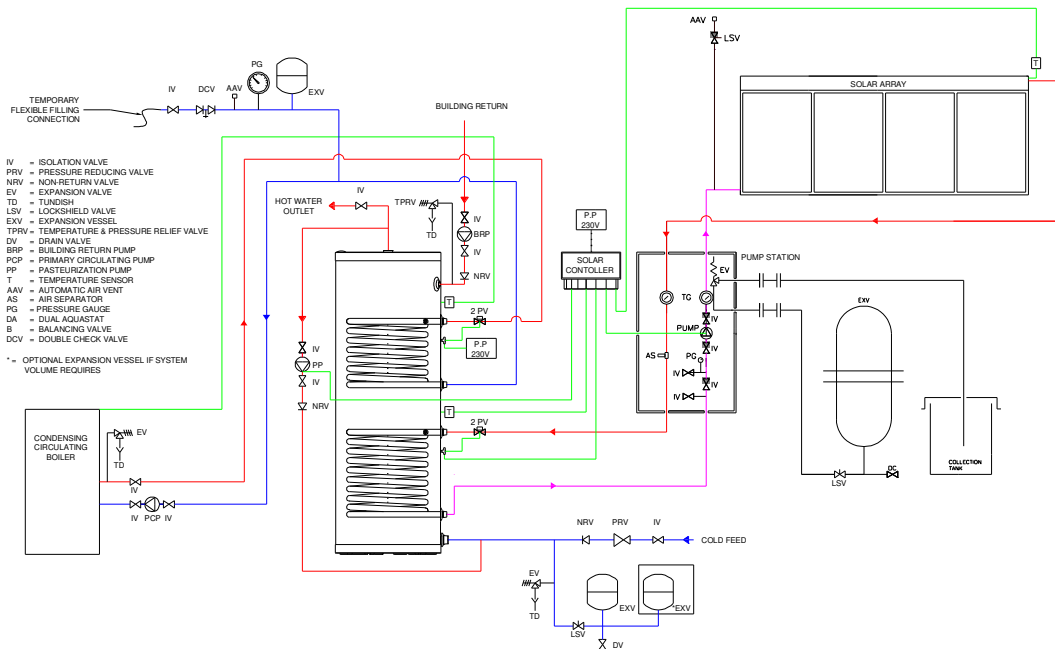 AAV
LSV
T
SOLAR ARRAY
PG
EXV
IV
DCV
AAV
TEMPORARY
FLEXIBLE FILLING
CONNECTION
BUILDING RETURN
IV = ISOLATION VALVE
PRV = PRESSURE REDUCING VALVE
NRV = NON-RETURN VALVE
EV = EXPANSION VALVE
TD = TUNDISH
LSV = LOCKSHIELD VALVE
EXV = EXPANSION VESSEL
TPRV = TEMPERATURE & PRESSURE RELIEF VALVE
DV = DRAIN VALVE
BRP = BUILDING RETURN PUMP
PCP = PRIMARY CIRCULATING PUMP
PP = PASTEURIZATION PUMP
T = TEMPERATURE SENSOR
AAV = AUTOMATIC AIR VENT
AS = AIR SEPARATOR
PG = PRESSURE GAUGE
DA = DUAL AQUASTAT
B = BALANCING VALVE
DCV = DOUBLE CHECK VALVE
* = OPTIONAL EXPANSION VESSEL IF SYSTEM
VOLUME REQUIRES
HOT WATER
OUTLET
IV
TPRV
TD
IV
BRP
IV
NRV
P.P
230V
SOLAR
CONTOLLER
PUMP STATION
EV
TG
IV
PUMP
IV
AS
PG
IV
IV
IV
EXV
T
2 PV
P.P
230V
IV
PP
IV
NRV
T
2 PV
CONDENSING
CIRCULATING
BOILER
EV
TD
IV
IV PCP IV
COLLECTION
TANK
LSV
DC
NRV PRV IV
COLD FEED
EV
TD
EXV
*EXV
LSV
DV